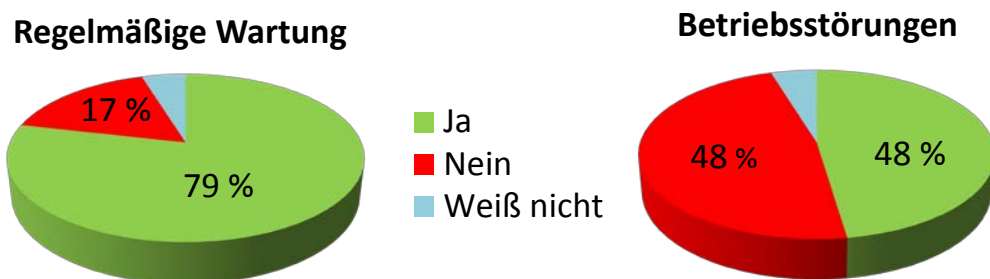 Regelmäßige Wartung
17 %
79 %
Ja
Nein
Weiß nicht
Betriebsstörungen
48 %
48 %